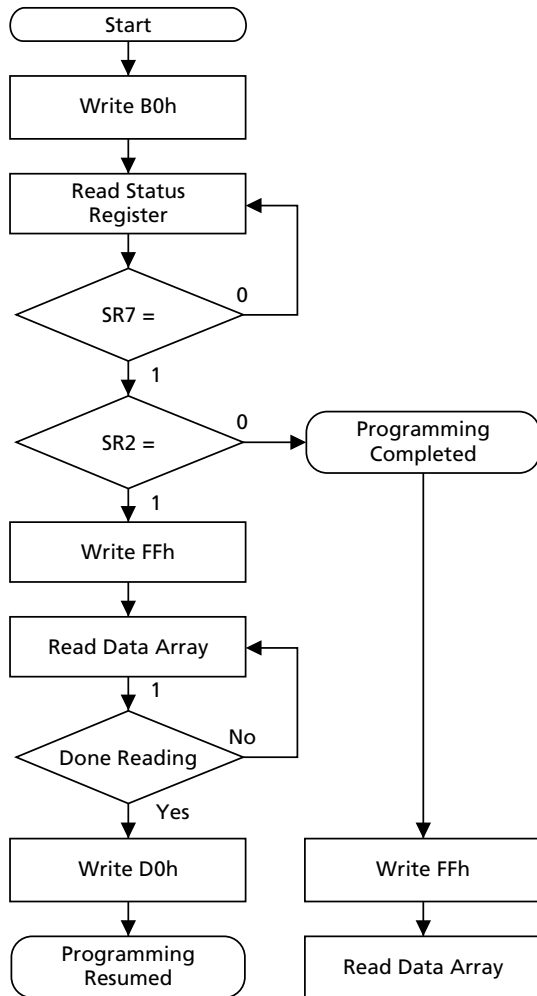 Start
Write B0h
Read Status
Register
0
SR7 =
1
0
SR2 =
Programming
Completed
1
Write FFh
Read Data Array
1
No
Done Reading
Yes
Write D0h
Write FFh
Programming
Resumed
Read Data Array